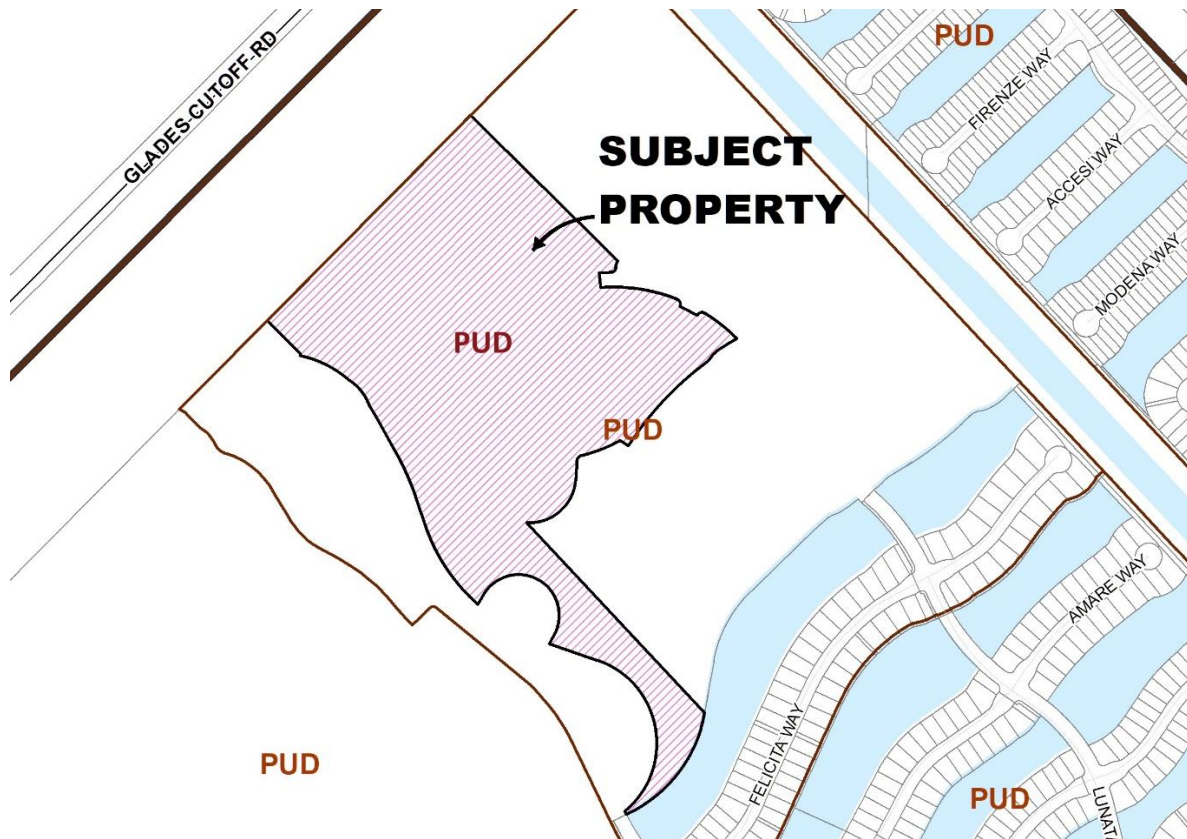 GLADES CUTOFF RD
PUD
FIRENZE WAY
ACCESI WAY
MODENA WAY
SUBJECT
PROPERTY
PUD
PUD
AMARE WAY
FELICITA WAY
PUD
PUD
LUNATA